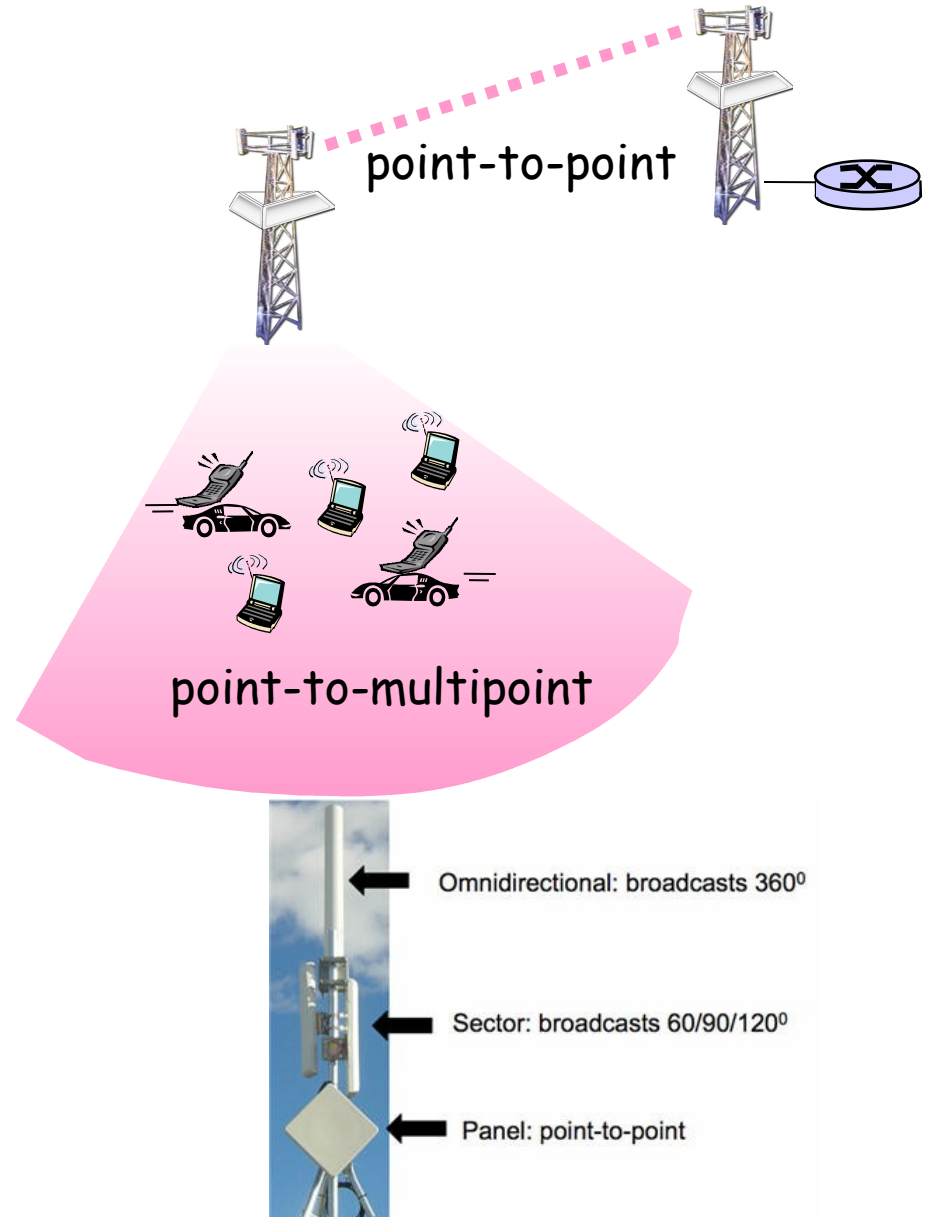 point-to-point
point-to-multipoint
Omnidirectional: broadcasts 360⁰
Sector: broadcasts 60/90/120⁰
Panel: point-to-point